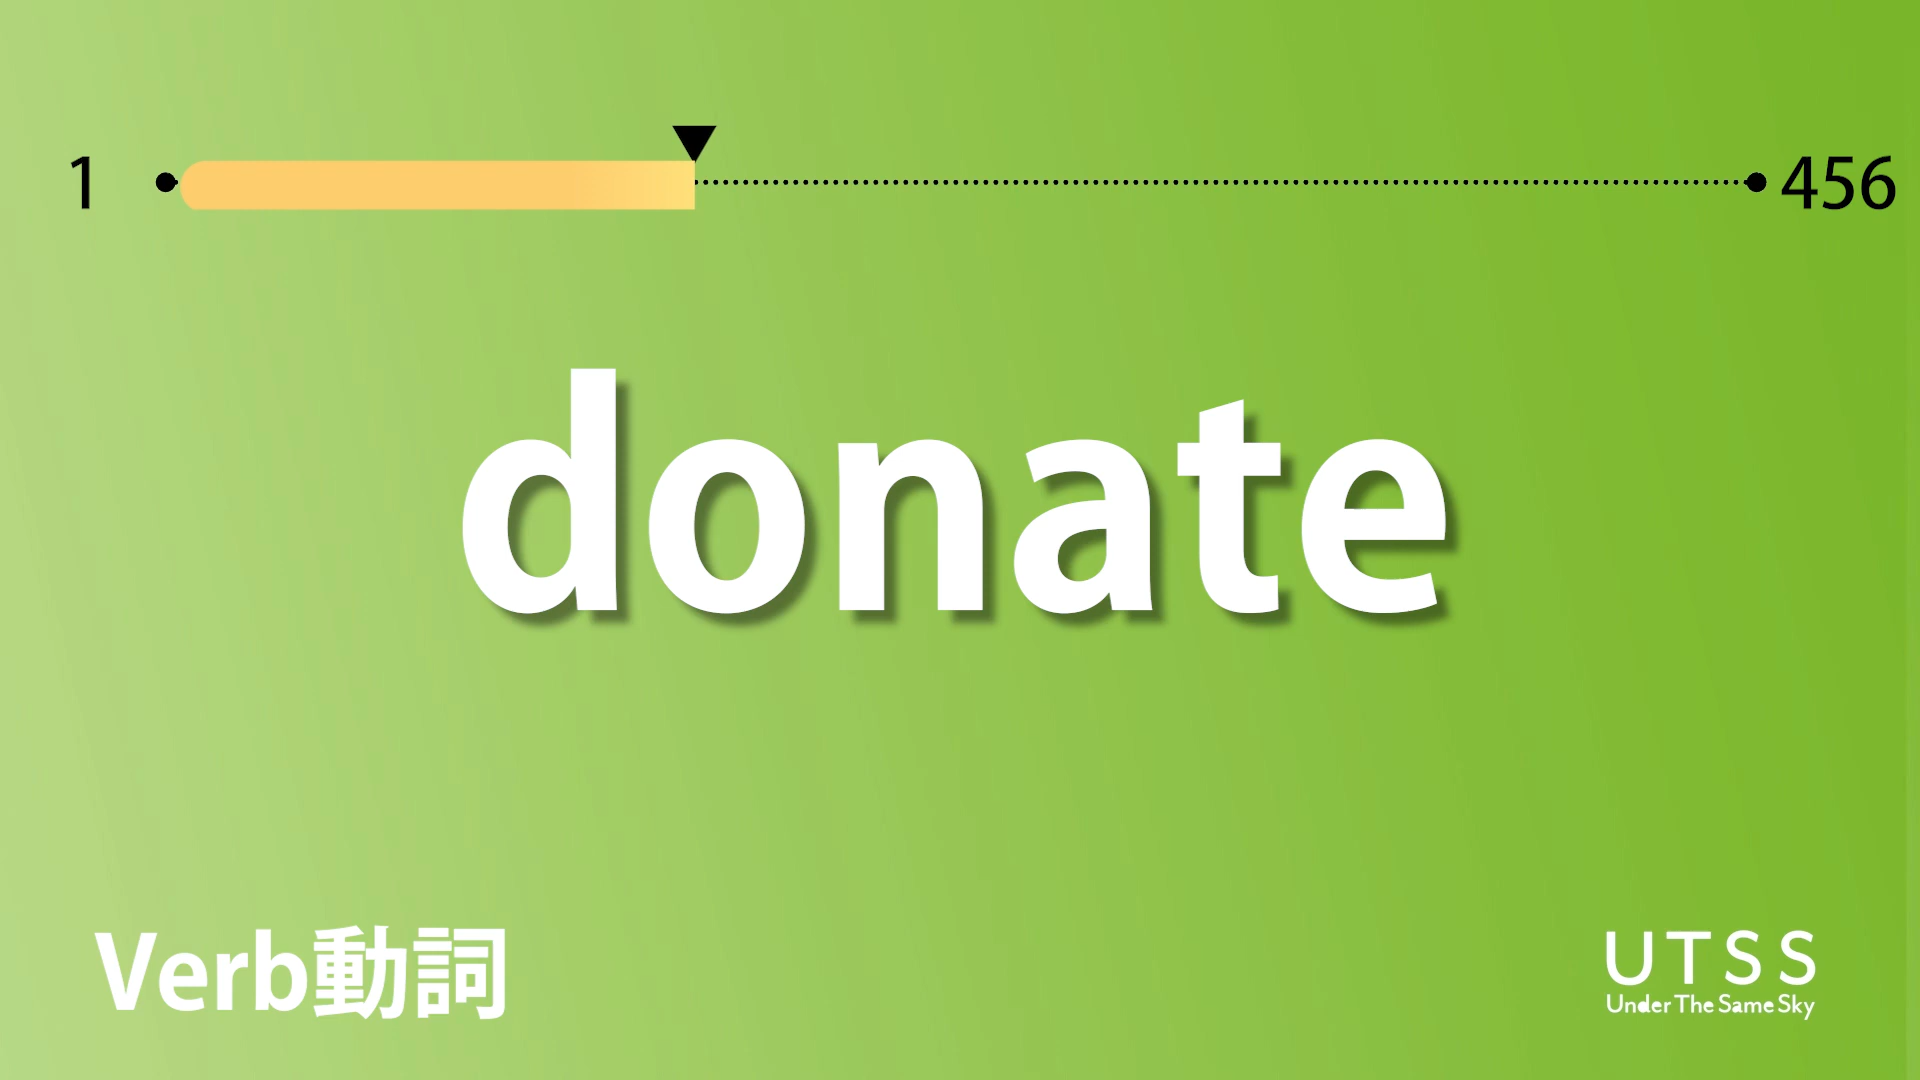 1
456
donate
Verb動詞
UTSS
Under The Same Sky